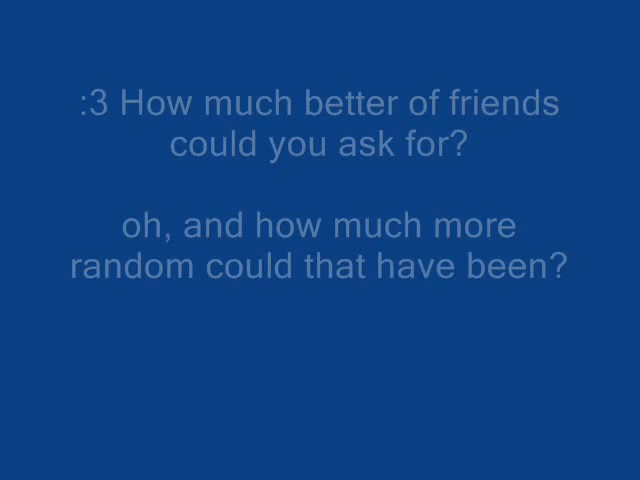 :3 How much better of friends
could you ask for?
oh, and how much more
random could that have been?